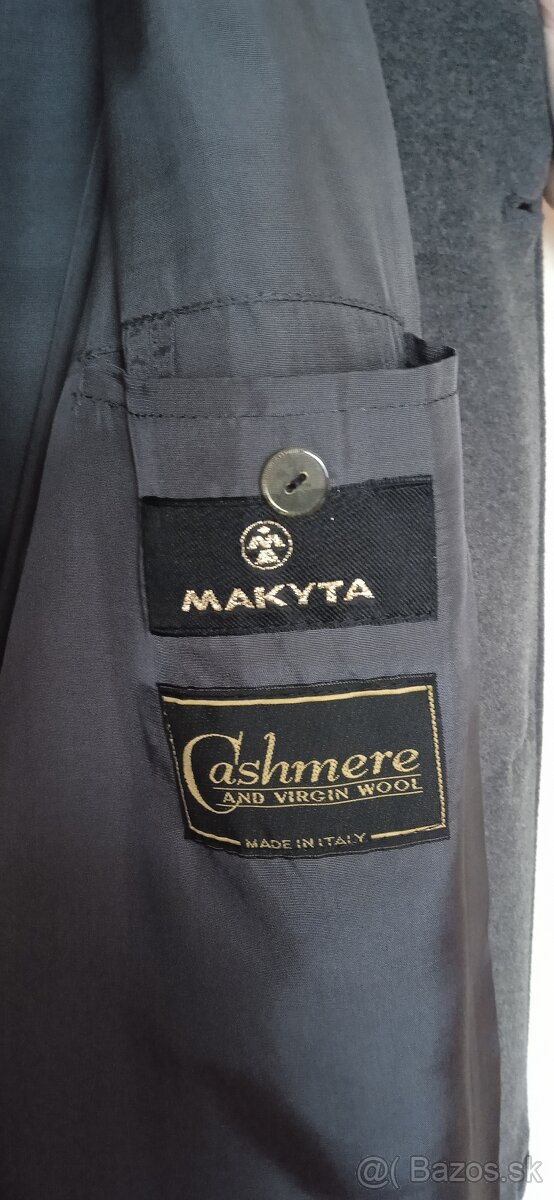 MAKYTA
Cashmere
AND VIRGIN WOOL
MADE IN ITALY
@( Bazos.sk